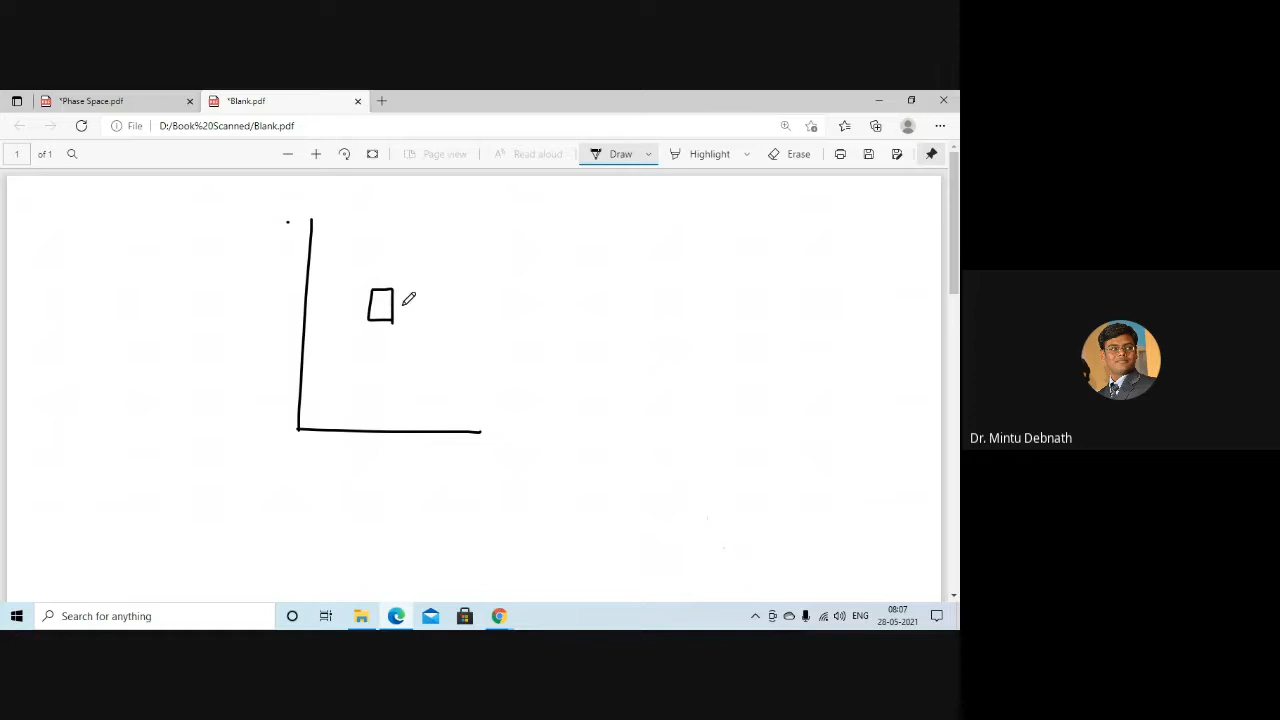 *Phase Space.pdf
*Blank.pdf
File D:/Book%20Scanned/Blank.pdf
1 of 1 Page view Read aloud Draw Highlight Erase
Dr. Mintu Debnath
Search for anything
ENG 08:07
28-05-2021